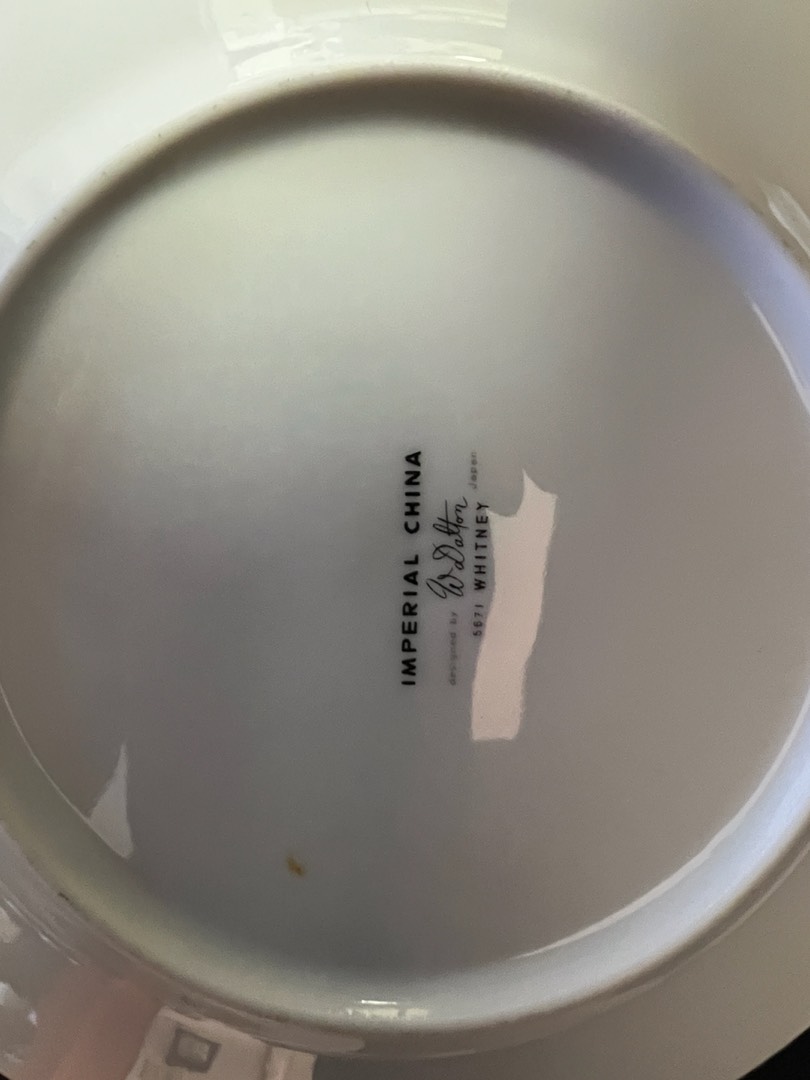 IMPERIAL CHINA
designed by W. Dalton Japan
5671 WHITNEY